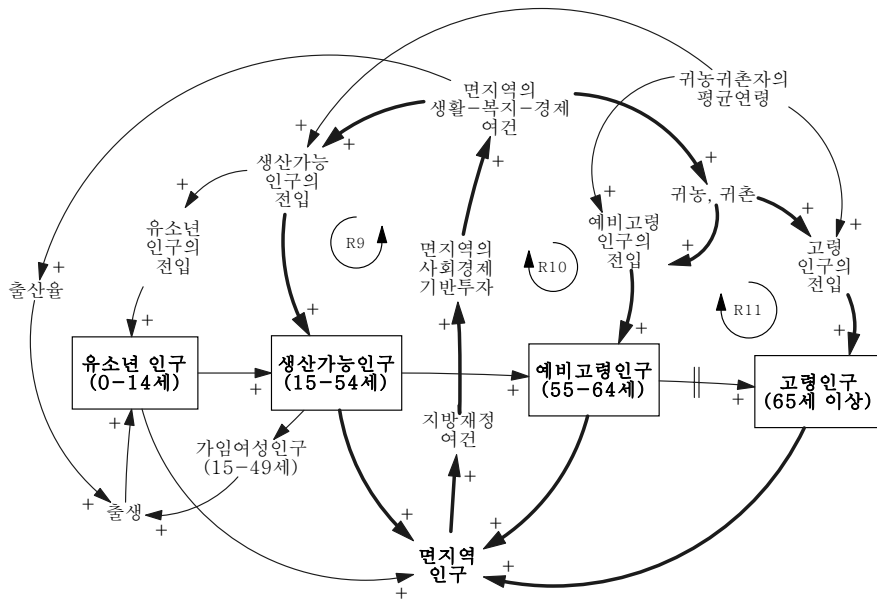 면지역의
생활-복지-경제
여건
귀농귀촌자의
평균연령
+
+
+
+
+
생산가능
인구의
전입
+
+
귀농, 귀촌
유소년
인구의
전입
+
예비고령
인구의
전입
+
+
+
고령
인구의
전입
R9
면지역의
사회경제
기반투자
R10
R11
+
출산율
+
+
+
+
+
유소년 인구
(0-14세)
+
생산가능인구
(15-54세)
+
예비고령인구
(55-64세)
+
고령인구
(65세 이상)
지방재정
여건
+
+
가임여성인구
(15-49세)
+
+
출생
+
+
+
+
면지역
인구
+
+